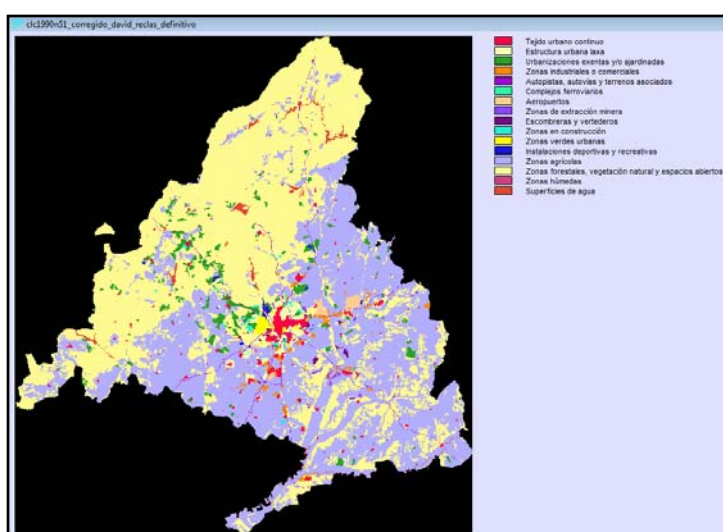 clc1990n51_corregido_david_reclas_definitivo
Tejido urbano continuo
Estructura urbana laxa
Urbanizaciones exentas y/o ajardinadas
Zonas industriales o comerciales
Autopistas, autovías y terrenos asociados
Complejos ferroviarios
Aeropuertos
Zonas de extracción minera
Escombreras y vertederos
Zonas en construcción
Zonas verdes urbanas
Instalaciones deportivas y recreativas
Zonas agrícolas
Zonas forestales, vegetación natural y espacios abiertos
Zonas húmedas
Superficies de agua